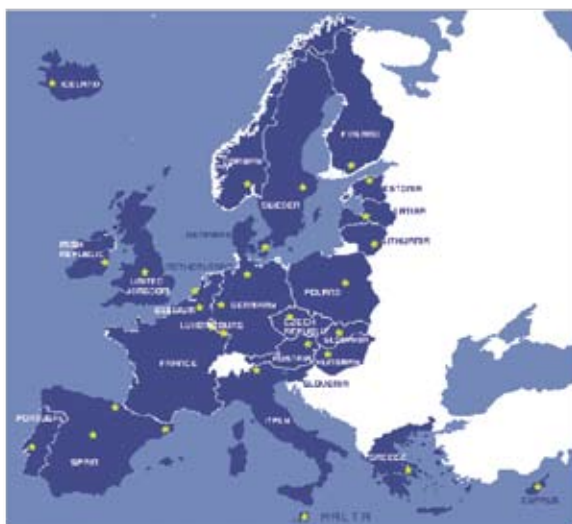 ICELAND
FINLAND
NORWAY
SWEDEN
ESTONIA
LATVIA
LITHUANIA
DENMARK
IRISH
REPUBLIC
UNITED
KINGDOM
NETHERLANDS
POLAND
BELGIUM
GERMANY
LUXEMBOURG
CZECH
REPUBLIC
SLOVAKIA
FRANCE
AUSTRIA
HUNGARY
SLOVENIA
PORTUGAL
ITALY
SPAIN
GREECE
CYPRUS
MALTA